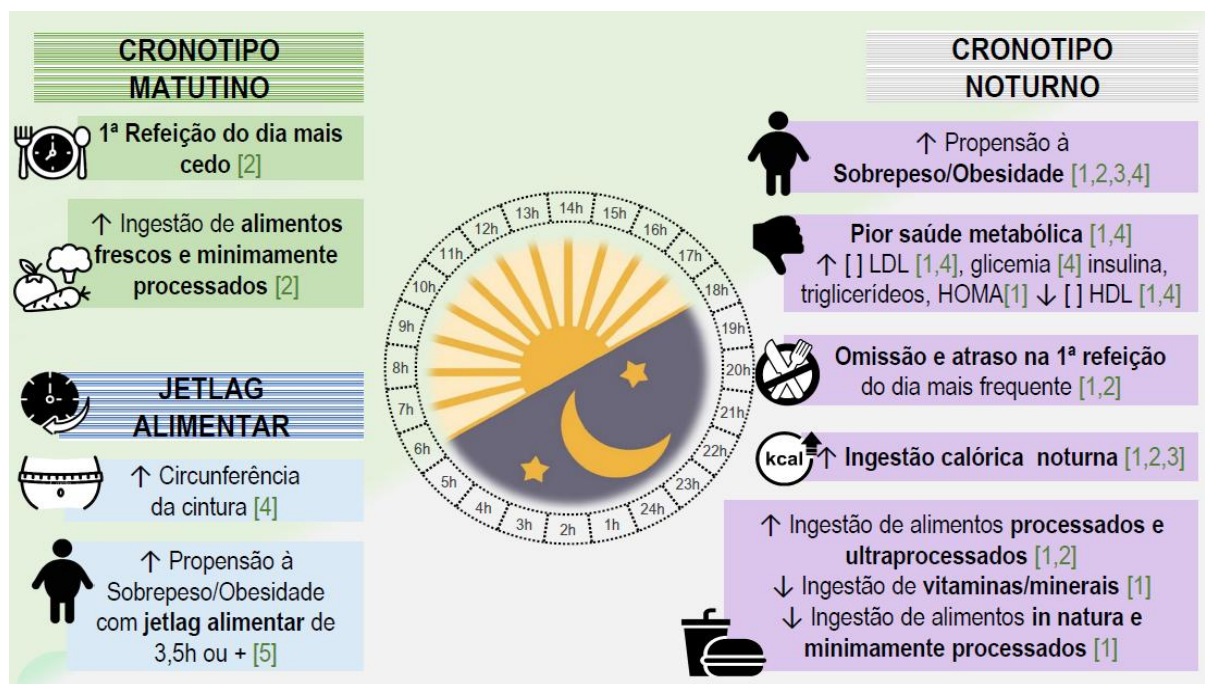 CRONOTIPO
MATUTINO
1ª Refeição do dia mais
cedo [2]
↑ Ingestão de alimentos
frescos e minimamente
processados [2]
JETLAG
ALIMENTAR
↑ Circunferência
da cintura [4]
↑ Propensão à
Sobrepeso/Obesidade
com jetlag alimentar de
3,5h ou + [5]
13h
14h
15h
12h
16h
11h
17h
10h
18h
9h
19h
8h
20h
7h
21h
6h
22h
5h
23h
4h
24h
3h
2h
1h
CRONOTIPO
NOTURNO
↑ Propensão à
Sobrepeso/Obesidade [1,2,3,4]
Pior saúde metabólica [1,4]
↑ [ ] LDL [1,4], glicemia [4] insulina,
triglicerídeos, HOMA[1] ↓ [ ] HDL [1,4]
Omissão e atraso na 1ª refeição
do dia mais frequente [1,2]
kcal
↑ Ingestão calórica noturna [1,2,3]
↑ Ingestão de alimentos processados e
ultraprocessados [1,2]
↓ Ingestão de vitaminas/minerais [1]
↓ Ingestão de alimentos in natura e
minimamente processados [1]